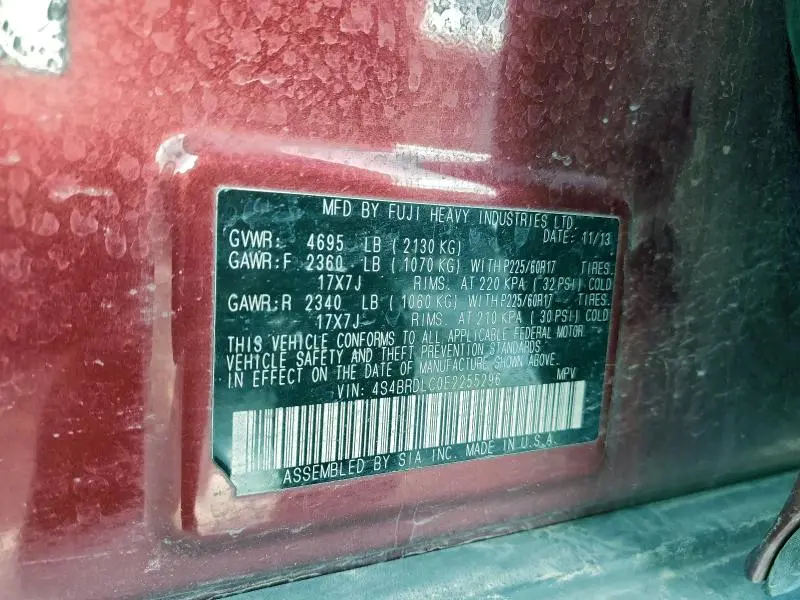 MFD BY FUJI HEAVY INDUSTRIES LTD.
DATE: 11/13
GVWR: 4695 LB ( 2130 KG)
GAWR:F 2360 LB ( 1070 KG) WITH P225/60R17 TIRES,
17X7J RIMS. AT 220 KPA ( 32 PSI) COLD
GAWR:R 2340 LB ( 1060 KG) WITH P225/60R17 TIRES,
17X7J RIMS. AT 210 KPA ( 30 PSI) COLD
THIS VEHICLE CONFORMS TO ALL APPLICABLE FEDERAL MOTOR
VEHICLE SAFETY AND THEFT PREVENTION STANDARDS
IN EFFECT ON THE DATE OF MANUFACTURE SHOWN ABOVE.
VIN: 4S4BRDLC0E2255296 MPV
ASSEMBLED BY SIA INC. MADE IN U.S.A.